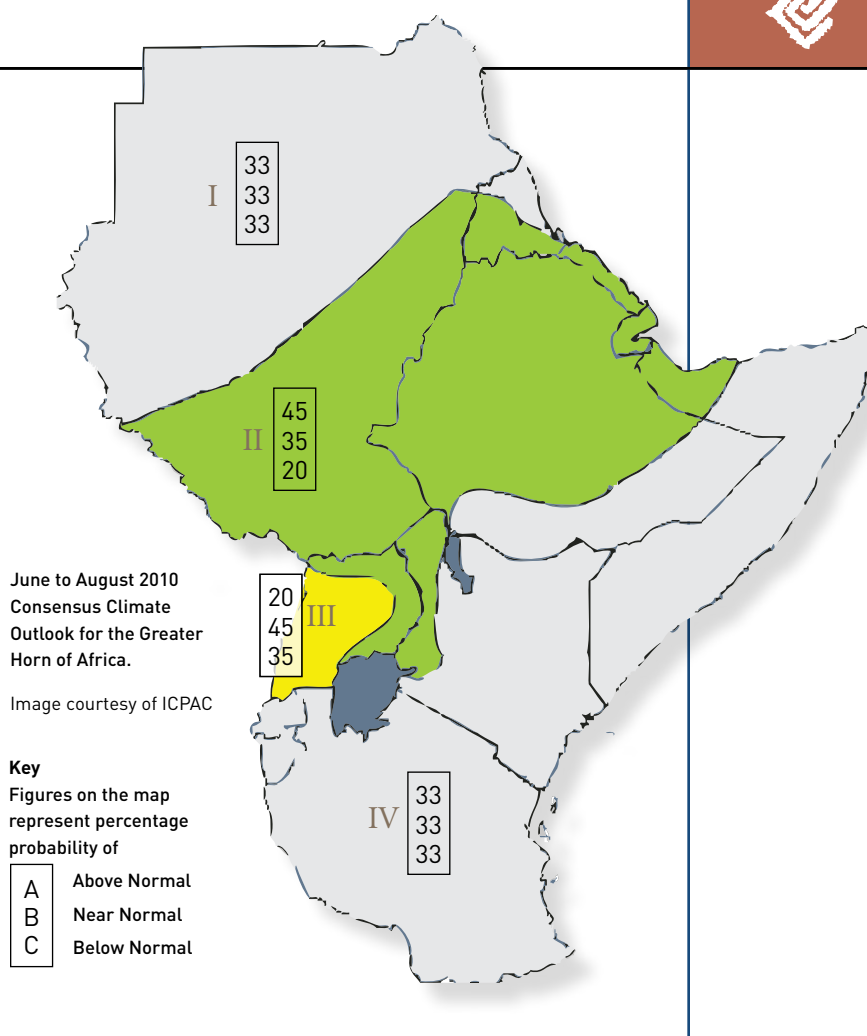 I
33
33
33
II
45
35
20
June to August 2010
Consensus Climate
Outlook for the Greater
Horn of Africa.
20
45
35
III
Image courtesy of ICPAC
Key
Figures on the map
represent percentage
probability of
A Above Normal
B Near Normal
C Below Normal
IV
33
33
33